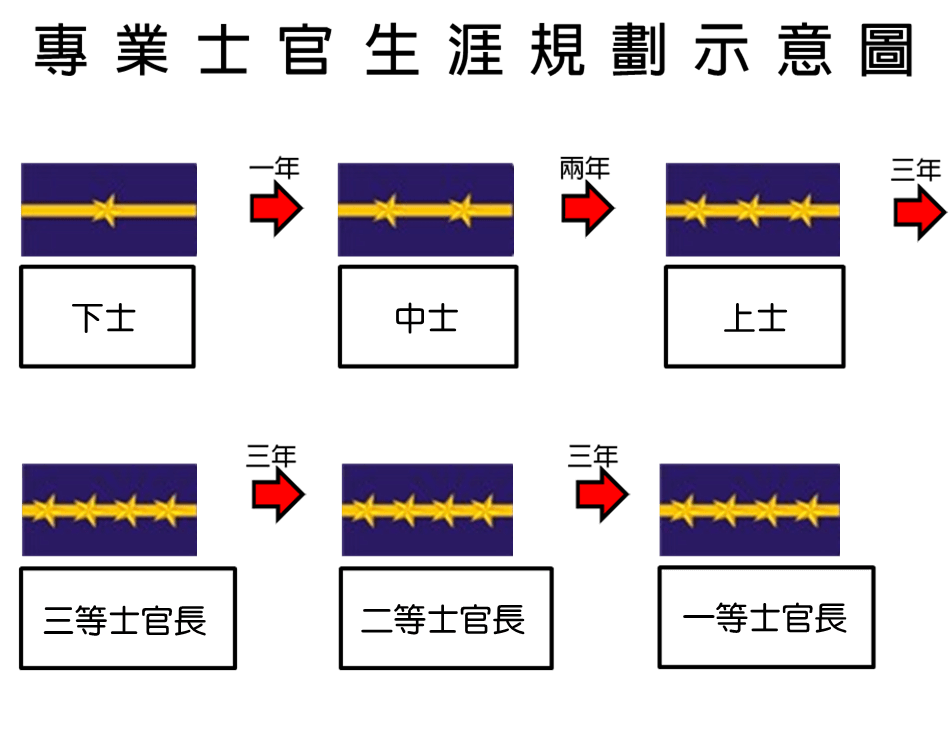 專業士官生涯規劃示意圖
一年
兩年
三年
下士
中士
上士
三年
三年
三等士官長
二等士官長
一等士官長